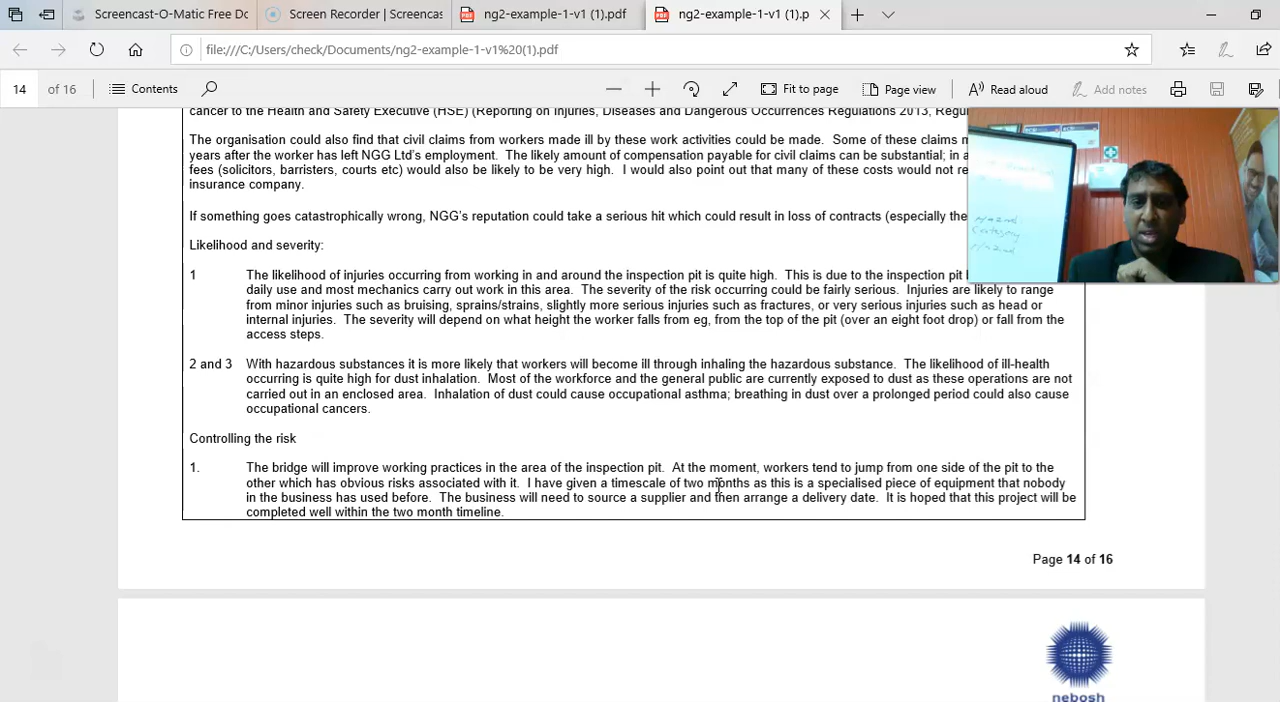 Screencast-O-Matic Free Do
Screen Recorder | Screencas
ng2-example-1-v1 (1).pdf
ng2-example-1-v1 (1).p
file:///C:/Users/check/Documents/ng2-example-1-v1%20(1).pdf
14 of 16
Contents
Fit to page
Page view
Read aloud
Add notes
cancer to the Health and Safety Executive (HSE) (Reporting on Injuries, Diseases and Dangerous Occurrences Regulations 2013, Regu
The organisation could also find that civil claims from workers made ill by these work activities could be made. Some of these claims m
years after the worker has left NGG Ltd's employment. The likely amount of compensation payable for civil claims can be substantial; in a
fees (solicitors, barristers, courts etc) would also be likely to be very high. I would also point out that many of these costs would not re
insurance company.
If something goes catastrophically wrong, NGG's reputation could take a serious hit which could result in loss of contracts (especially the
Likelihood and severity:
1 The likelihood of injuries occurring from working in and around the inspection pit is quite high. This is due to the inspection pit
daily use and most mechanics carry out work in this area. The severity of the risk occurring could be fairly serious. Injuries are likely to range
from minor injuries such as bruising, sprains/strains, slightly more serious injuries such as fractures, or very serious injuries such as head or
internal injuries. The severity will depend on what height the worker falls from eg, from the top of the pit (over an eight foot drop) or fall from the
access steps.
2 and 3 With hazardous substances it is more likely that workers will become ill through inhaling the hazardous substance. The likelihood of ill-health
occurring is quite high for dust inhalation. Most of the workforce and the general public are currently exposed to dust as these operations are not
carried out in an enclosed area. Inhalation of dust could cause occupational asthma; breathing in dust over a prolonged period could also cause
occupational cancers.
Controlling the risk
1. The bridge will improve working practices in the area of the inspection pit. At the moment, workers tend to jump from one side of the pit to the
other which has obvious risks associated with it. I have given a timescale of two months as this is a specialised piece of equipment that nobody
in the business has used before. The business will need to source a supplier and then arrange a delivery date. It is hoped that this project will be
completed well within the two month timeline.
Page 14 of 16
nebosh
Hazard
Category
Hazard